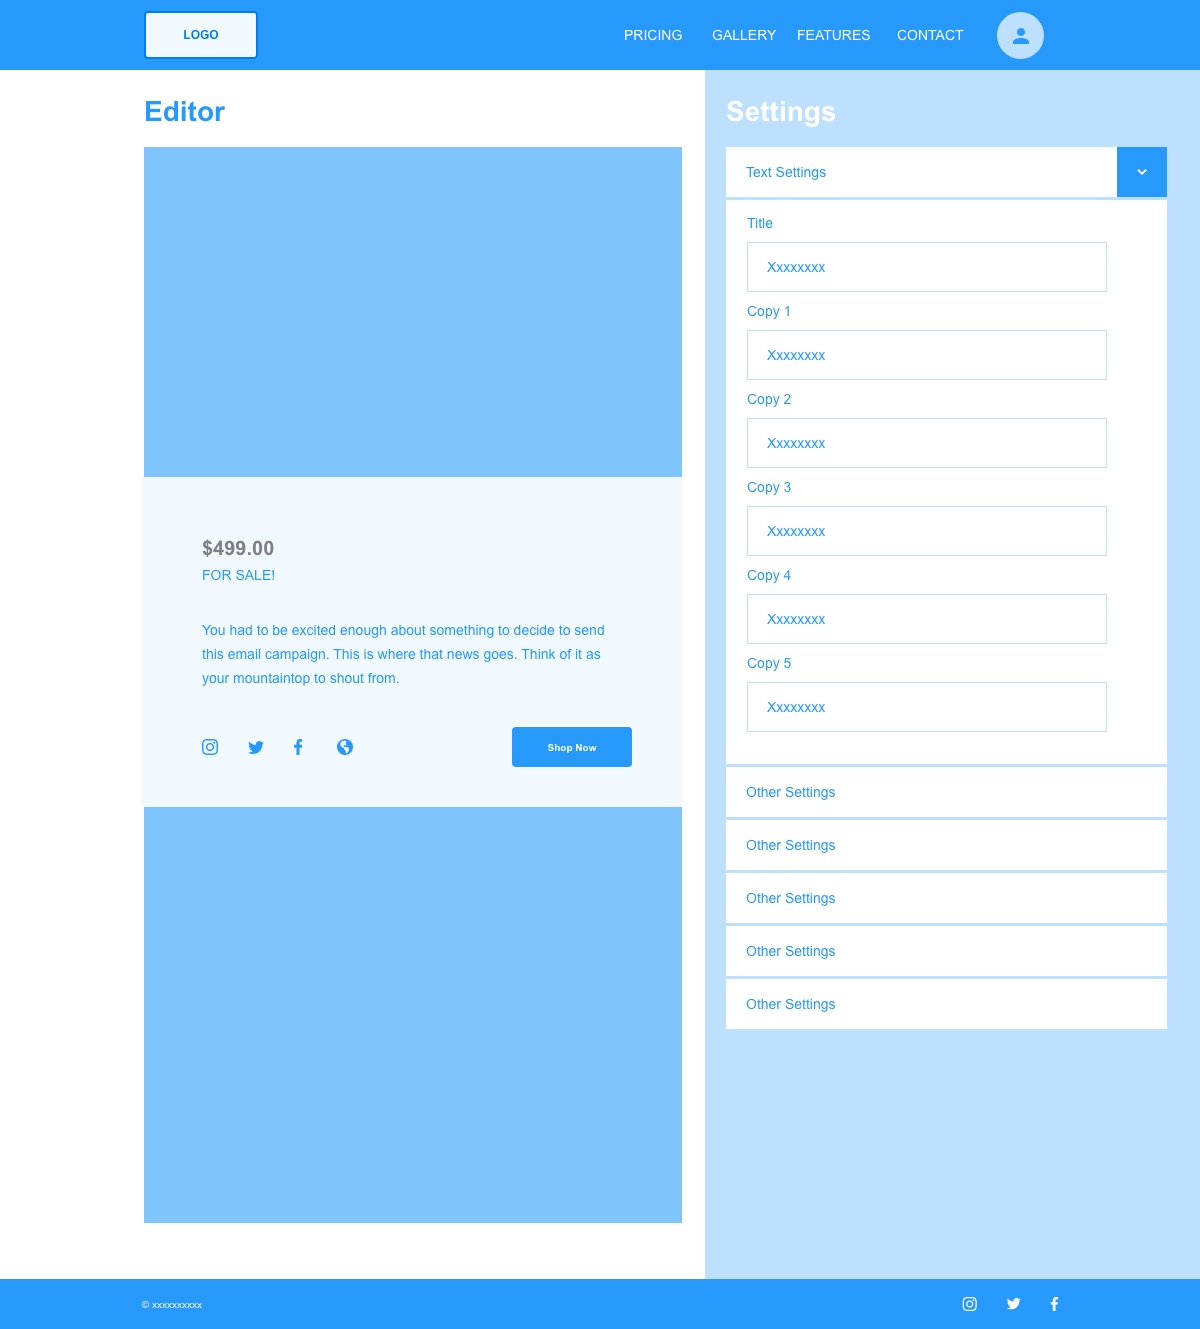 LOGO
PRICING
GALLERY
FEATURES
CONTACT
Editor
$499.00
FOR SALE!
You had to be excited enough about something to decide to send
this email campaign. This is where that news goes. Think of it as
your mountaintop to shout from.
Shop Now
Settings
Text Settings
Title
Xxxxxxxx
Copy 1
Xxxxxxxx
Copy 2
Xxxxxxxx
Copy 3
Xxxxxxxx
Copy 4
Xxxxxxxx
Copy 5
Xxxxxxxx
Other Settings
Other Settings
Other Settings
Other Settings
Other Settings
© xxxxxxxxxx